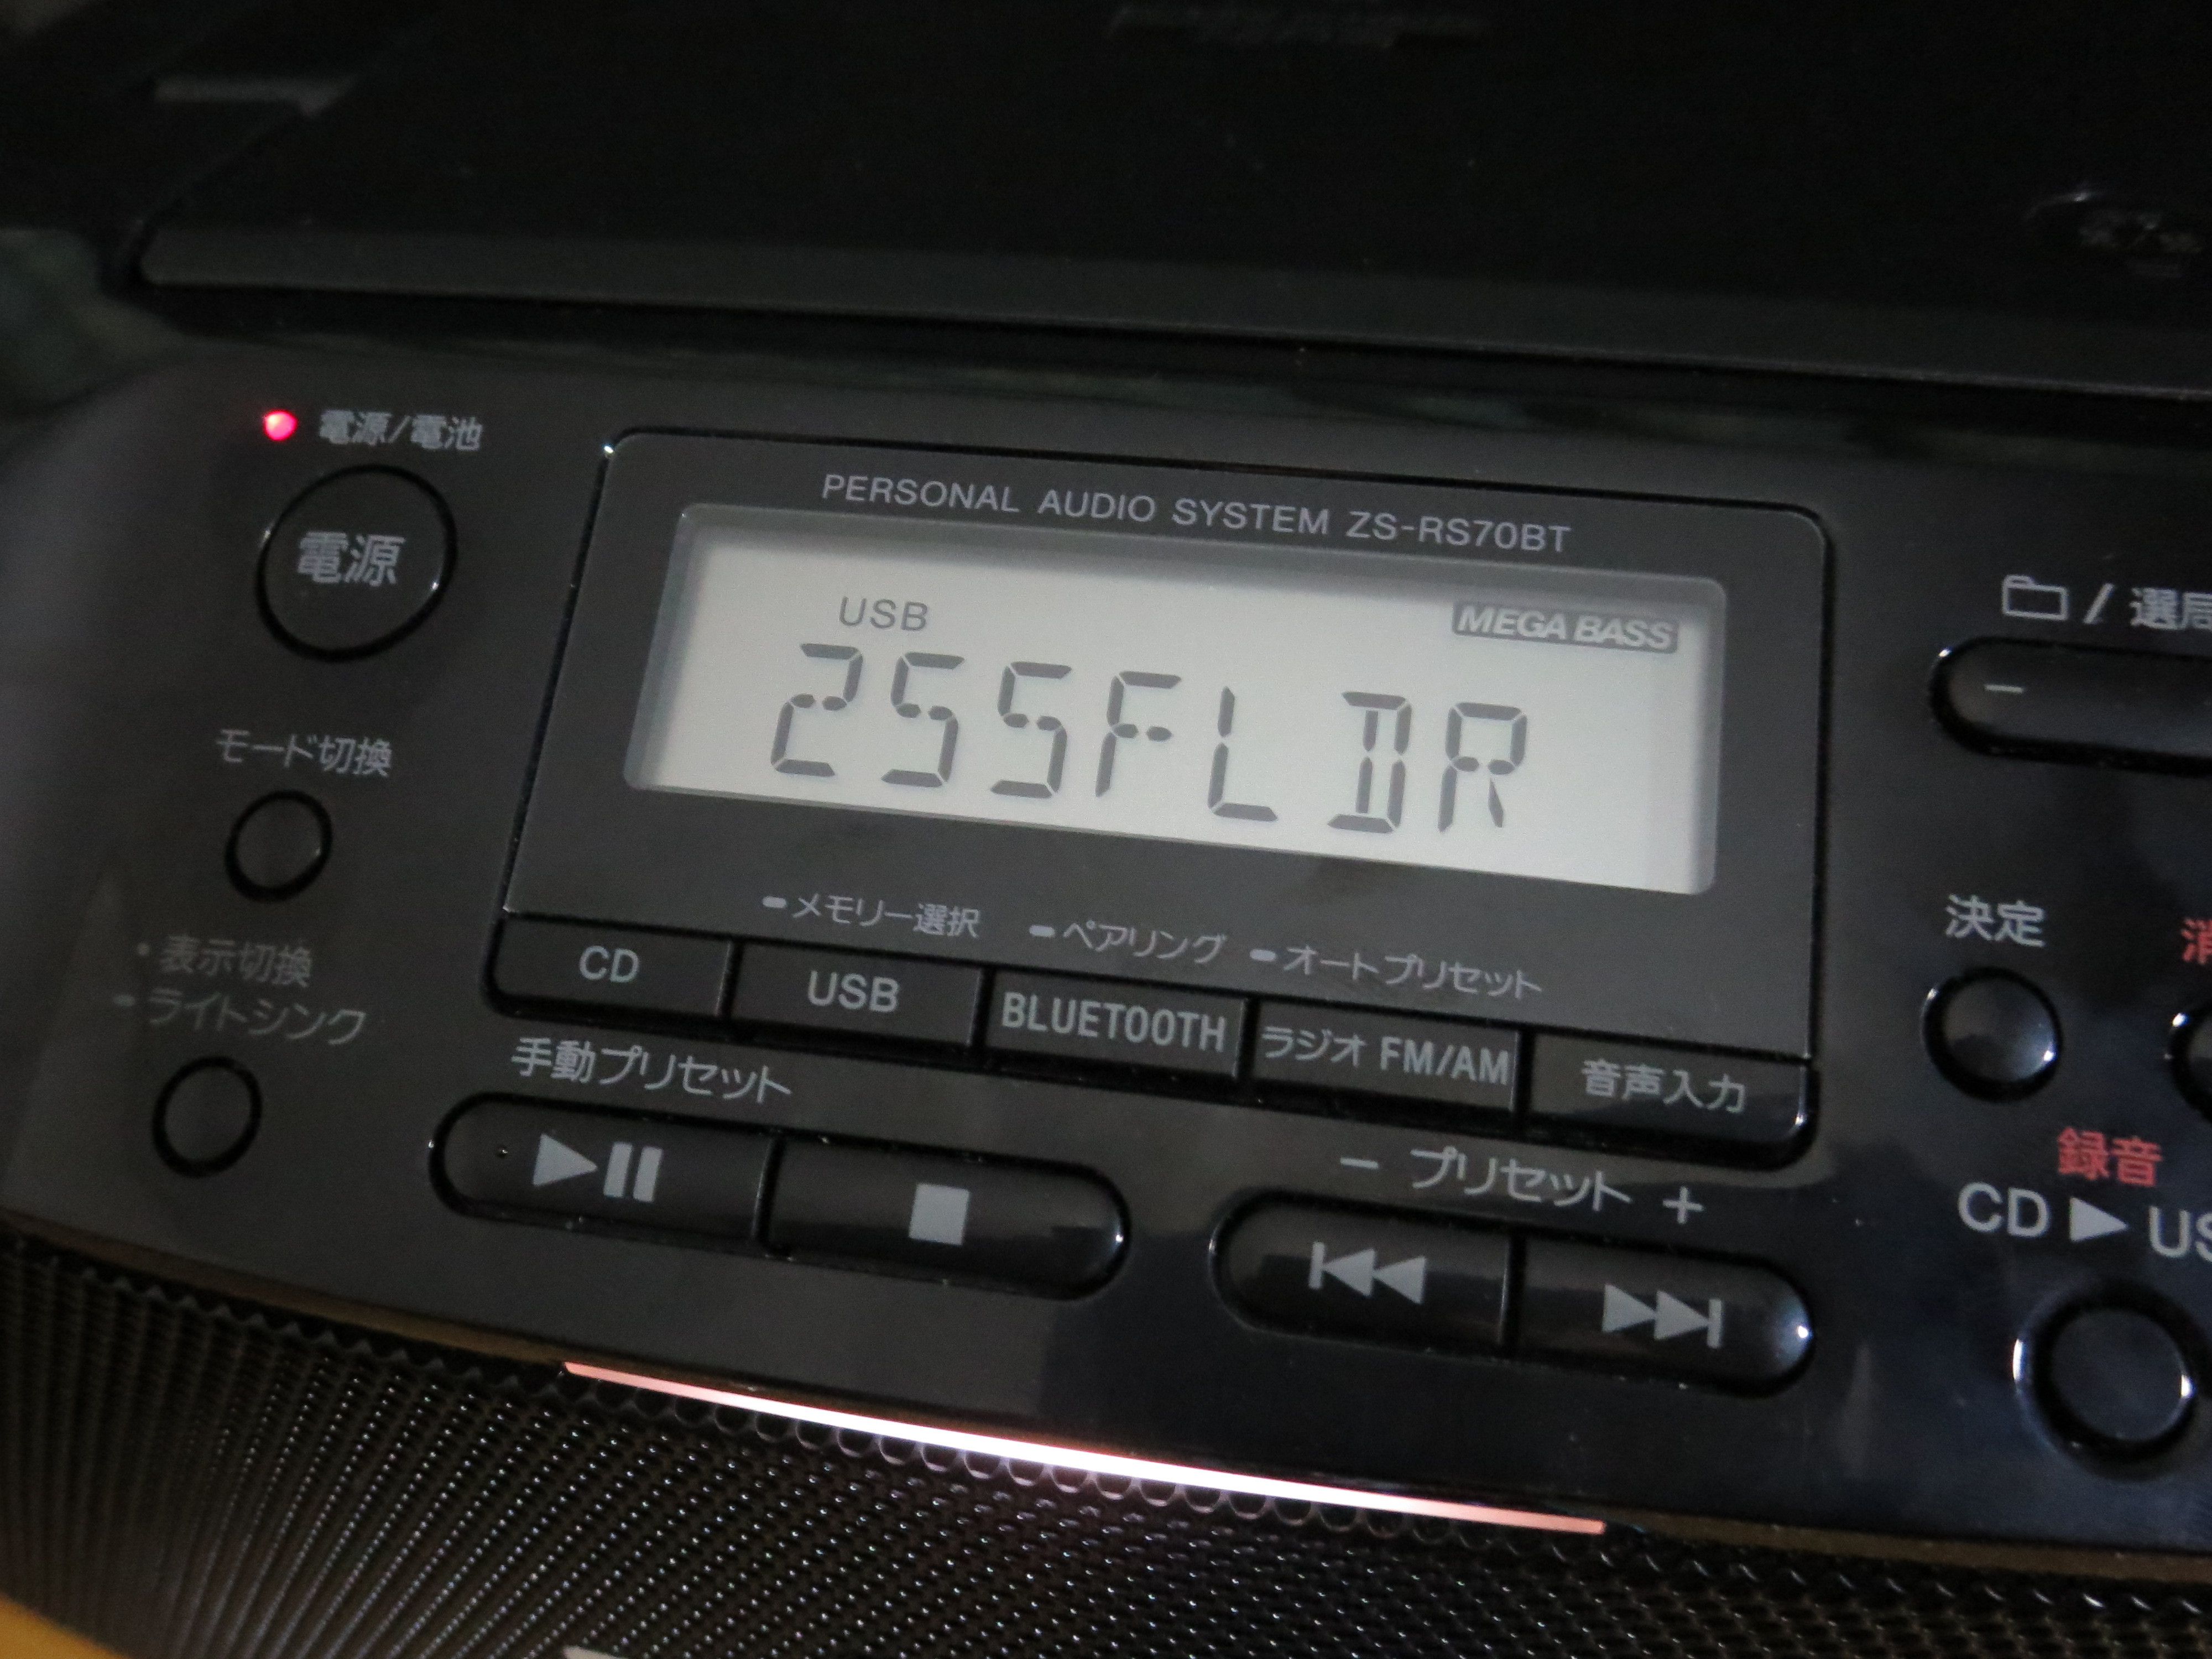 電源/電池
電源
PERSONAL AUDIO SYSTEM ZS-RS70BT
USB
MEGA BASS
255FLDR
/ 選局
−
モード切換
• 表示切換
ライトシンク
メモリー選択
ペアリング
オートプリセット
CD
USB
BLUETOOTH
ラジオ FM/AM
音声入力
手動プリセット
− プリセット +
決定
録音
CD ▶